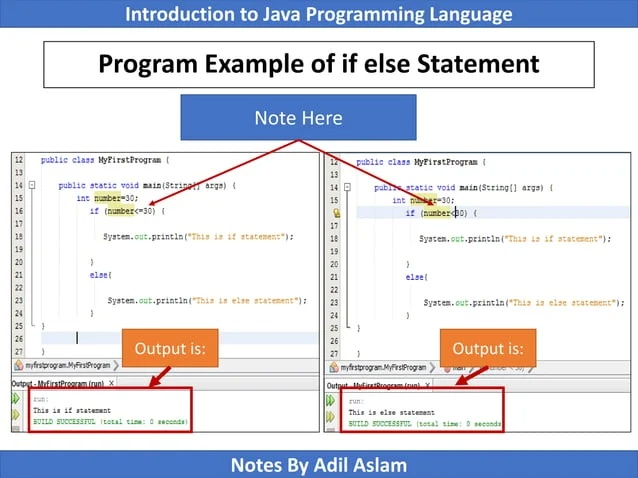 Introduction to Java Programming Language
Program Example of if else Statement
Note Here
12 public class MyFirstProgram {
13
14 public static void main(String[] args) {
15 int number=30;
16 if (number<=30) {
17
18 System.out.println("This is if statement");
19
20 }
21 else{
22
23 System.out.println("This is else statement");
24 }
25 }
26
27 }
myfirstprogram.MyFirstProgram
Output - MyFirstProgram (run) X
run:
This is if statement
BUILD SUCCESSFUL (total time: 0 seconds)
Output is:
12 public class MyFirstProgram {
13
14 public static void main(String[] args) {
15 int number=30;
if (number<30) {
17
18 System.out.println("This is if statement");
19
20 }
21 else{
22
23 System.out.println("This is else statement");
24 }
25 }
26
27 }
myfirstprogram.MyFirstProgram main
Output - MyFirstProgram (run) X
run:
This is else statement
BUILD SUCCESSFUL (total time: 0 seconds
Output is:
Notes By Adil Aslam